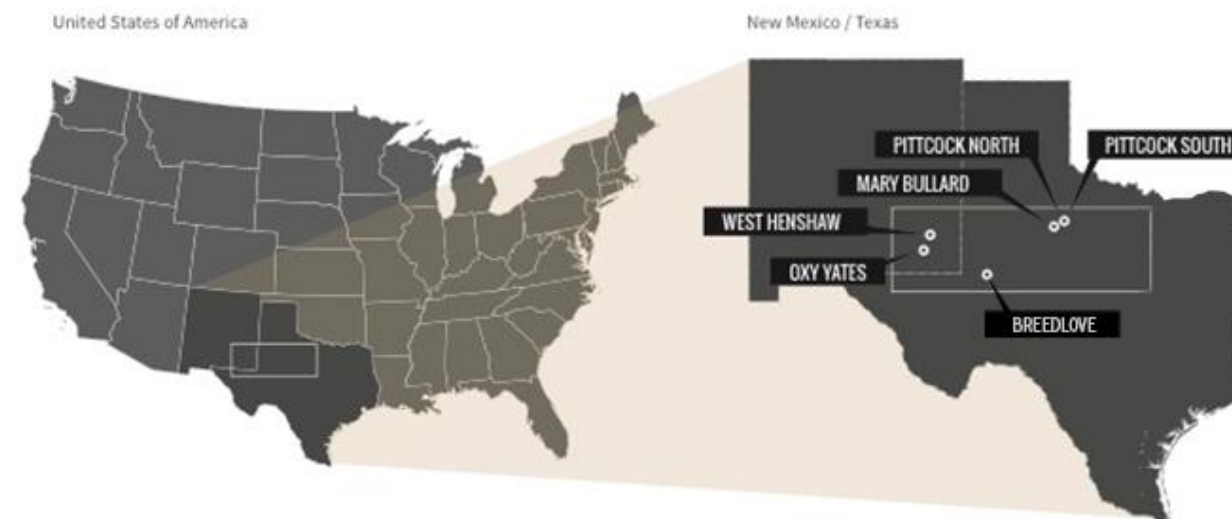 United States of America
New Mexico / Texas
PITTCOCK NORTH
PITTCOCK SOUTH
MARY BULLARD
WEST HENSHAW
OXY YATES
BREEDLOVE